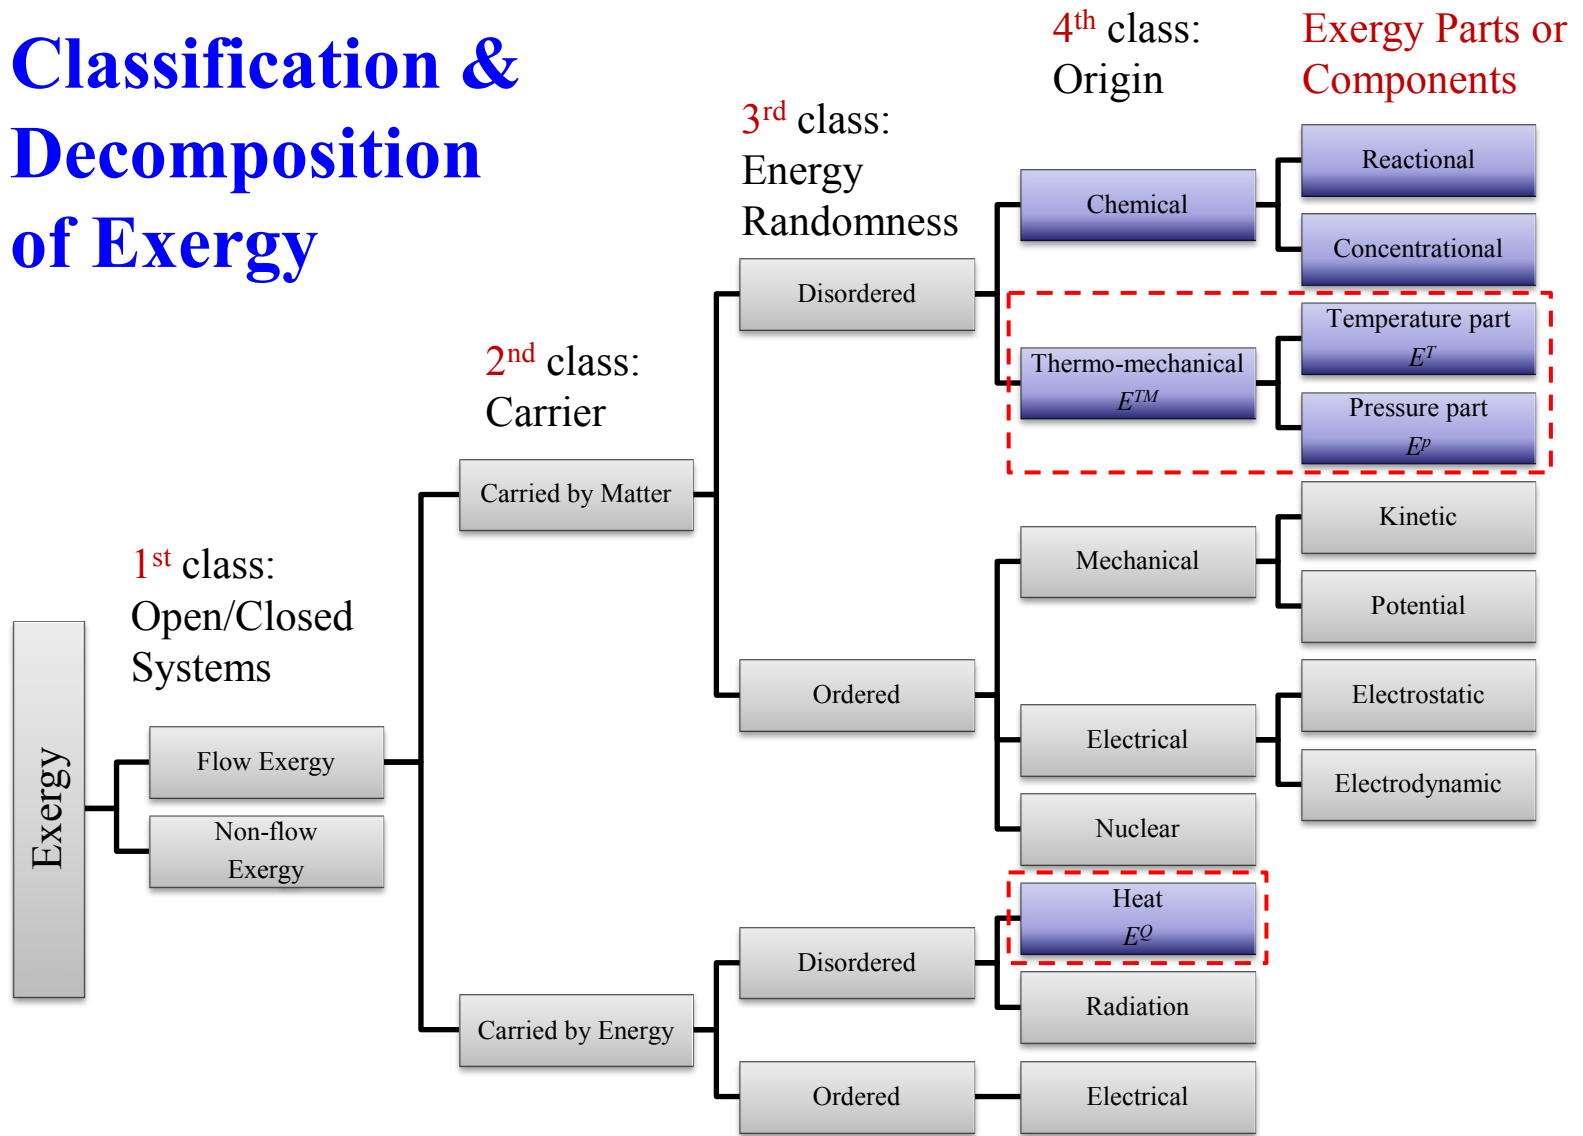 Classification &
Decomposition
of Exergy
4th class:
Origin
Exergy Parts or
Components
3rd class:
Energy
Randomness
2nd class:
Carrier
1st class:
Open/Closed
Systems
Exergy
Flow Exergy
Non-flow
Exergy
Carried by Matter
Carried by Energy
Disordered
Ordered
Disordered
Ordered
Chemical
Thermo-mechanical
E^TM
Mechanical
Electrical
Nuclear
Heat
E^Q
Radiation
Electrical
Reactional
Concentrational
Temperature part
E^T
Pressure part
E^p
Kinetic
Potential
Electrostatic
Electrodynamic